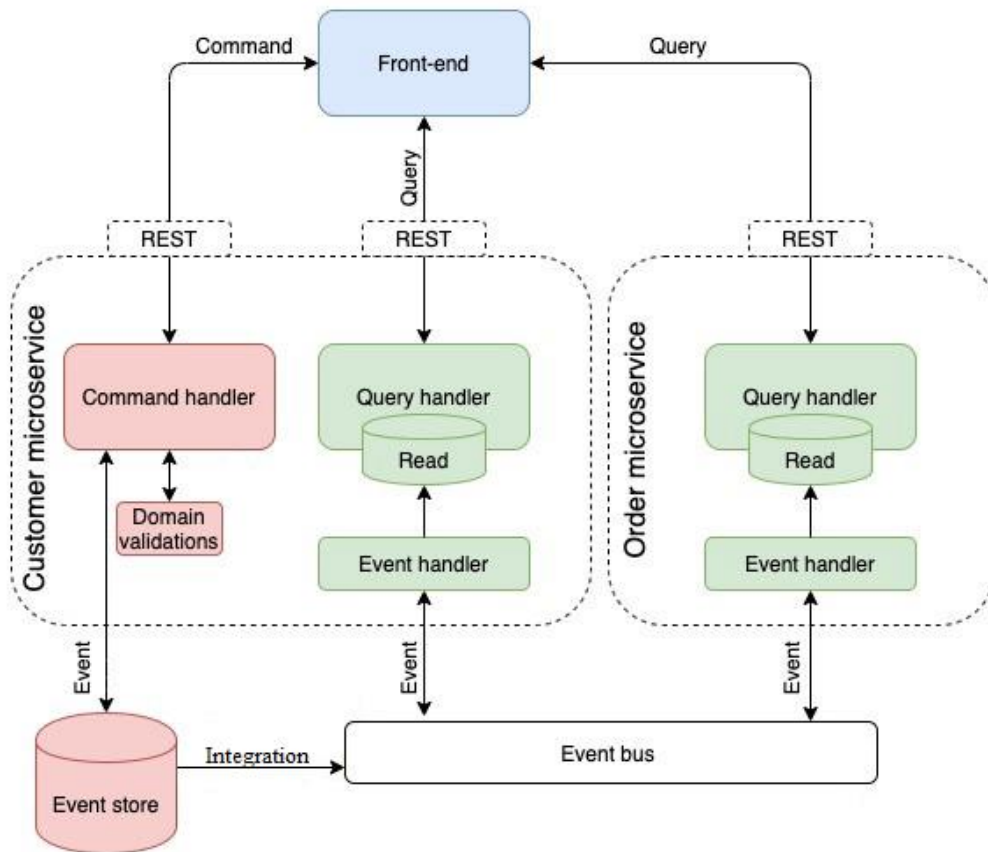 Command
Front-end
Query
Query
REST
REST
REST
Customer microservice
Command handler
Query handler
Read
Domain
validations
Event handler
Order microservice
Query handler
Read
Event handler
Event
Event
Event
Event store
Integration
Event bus